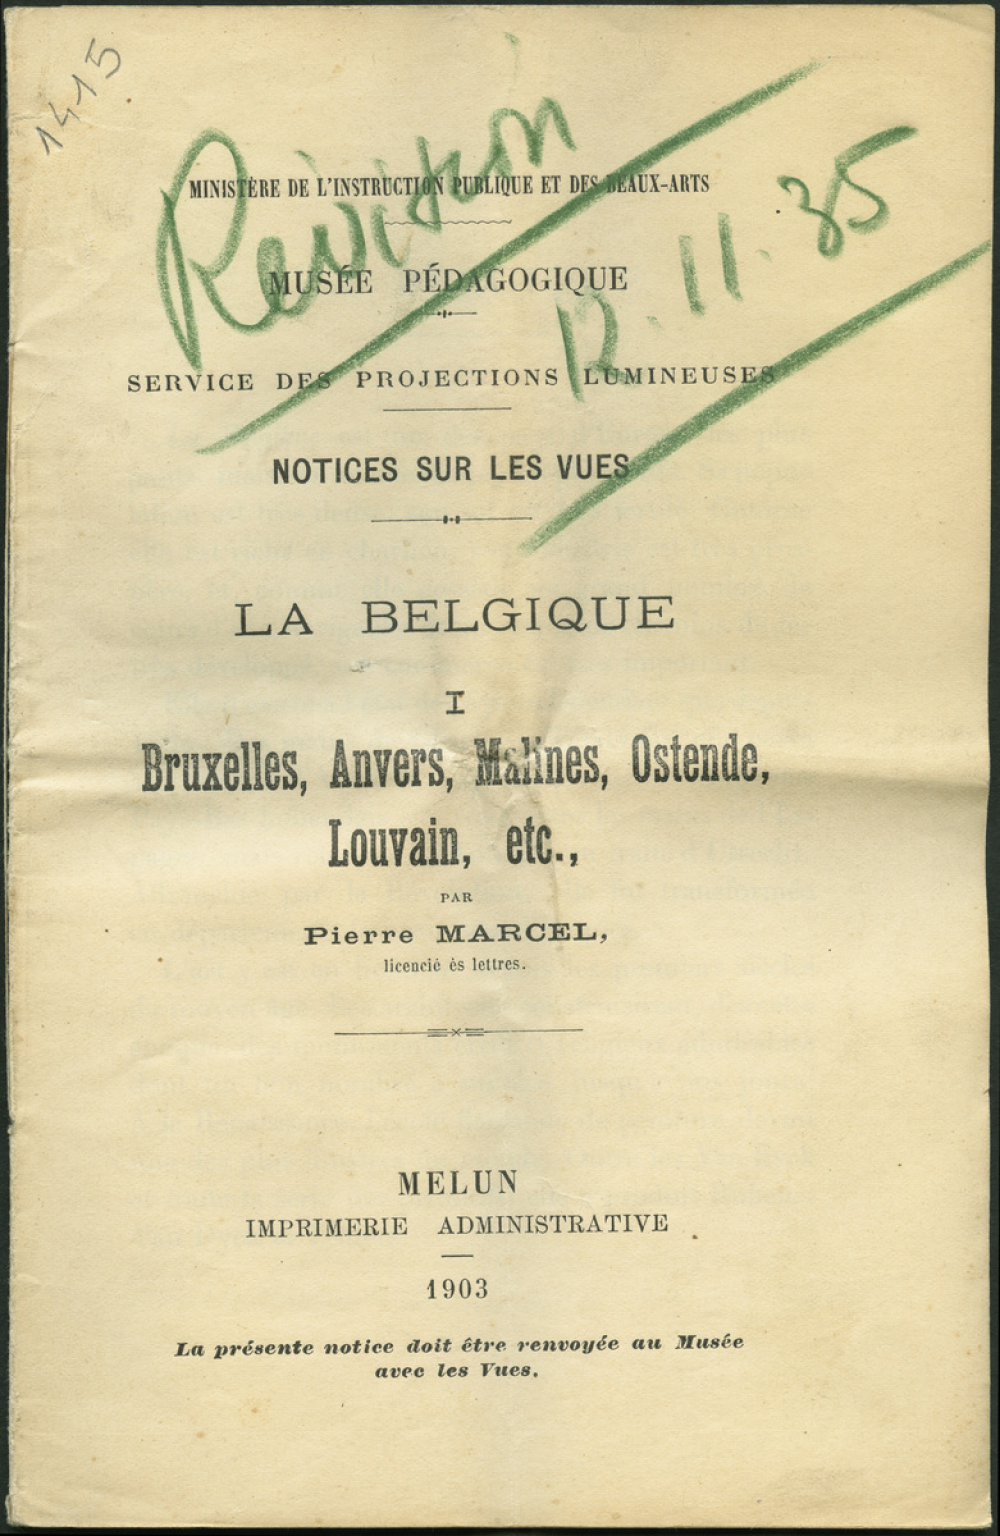 1415
Révision
12.11.35
MINISTÈRE DE L'INSTRUCTION PUBLIQUE ET DES BEAUX-ARTS
MUSÉE PÉDAGOGIQUE
SERVICE DES PROJECTIONS LUMINEUSES
NOTICES SUR LES VUES
LA BELGIQUE
I
Bruxelles, Anvers, Malines, Ostende,
Louvain, etc.,
PAR
Pierre MARCEL,
licencié ès lettres.
MELUN
IMPRIMERIE ADMINISTRATIVE
1903
La présente notice doit être renvoyée au Musée
avec les Vues.